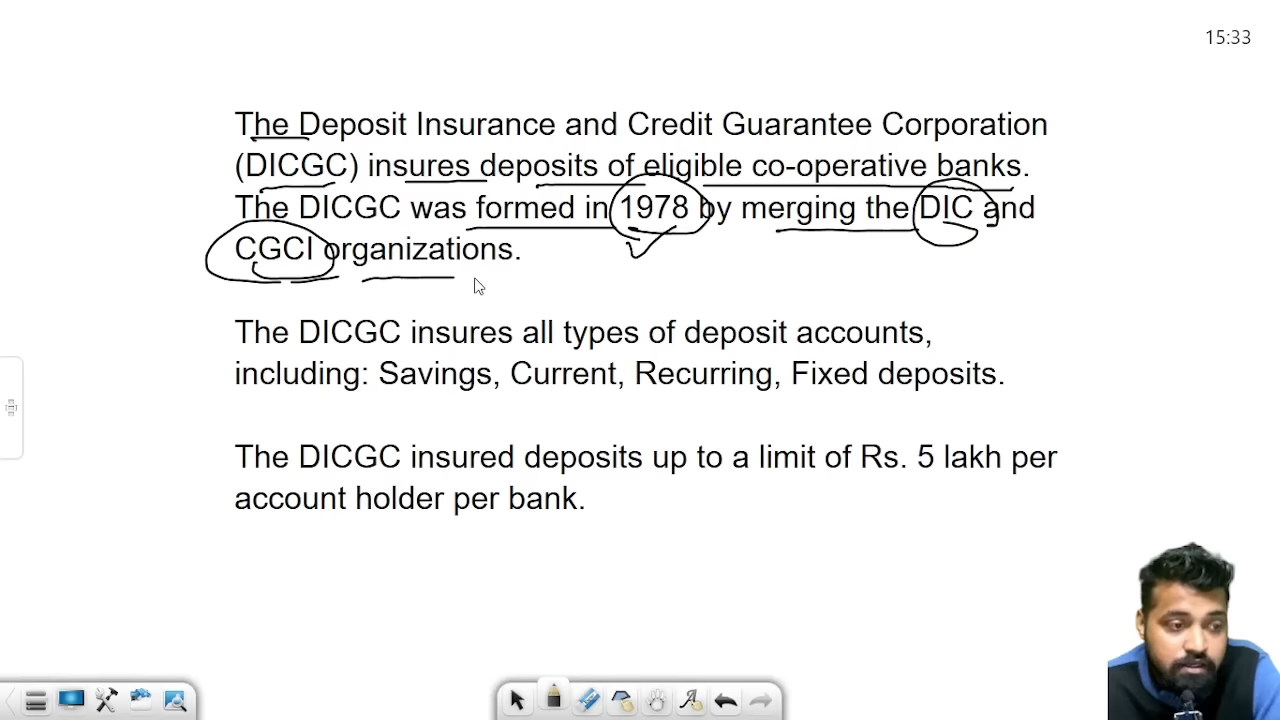 15:33
The Deposit Insurance and Credit Guarantee Corporation
(DICGC) insures deposits of eligible co-operative banks.
The DICGC was formed in 1978 by merging the DIC and
CGCI organizations.
The DICGC insures all types of deposit accounts,
including: Savings, Current, Recurring, Fixed deposits.
The DICGC insured deposits up to a limit of Rs. 5 lakh per
account holder per bank.